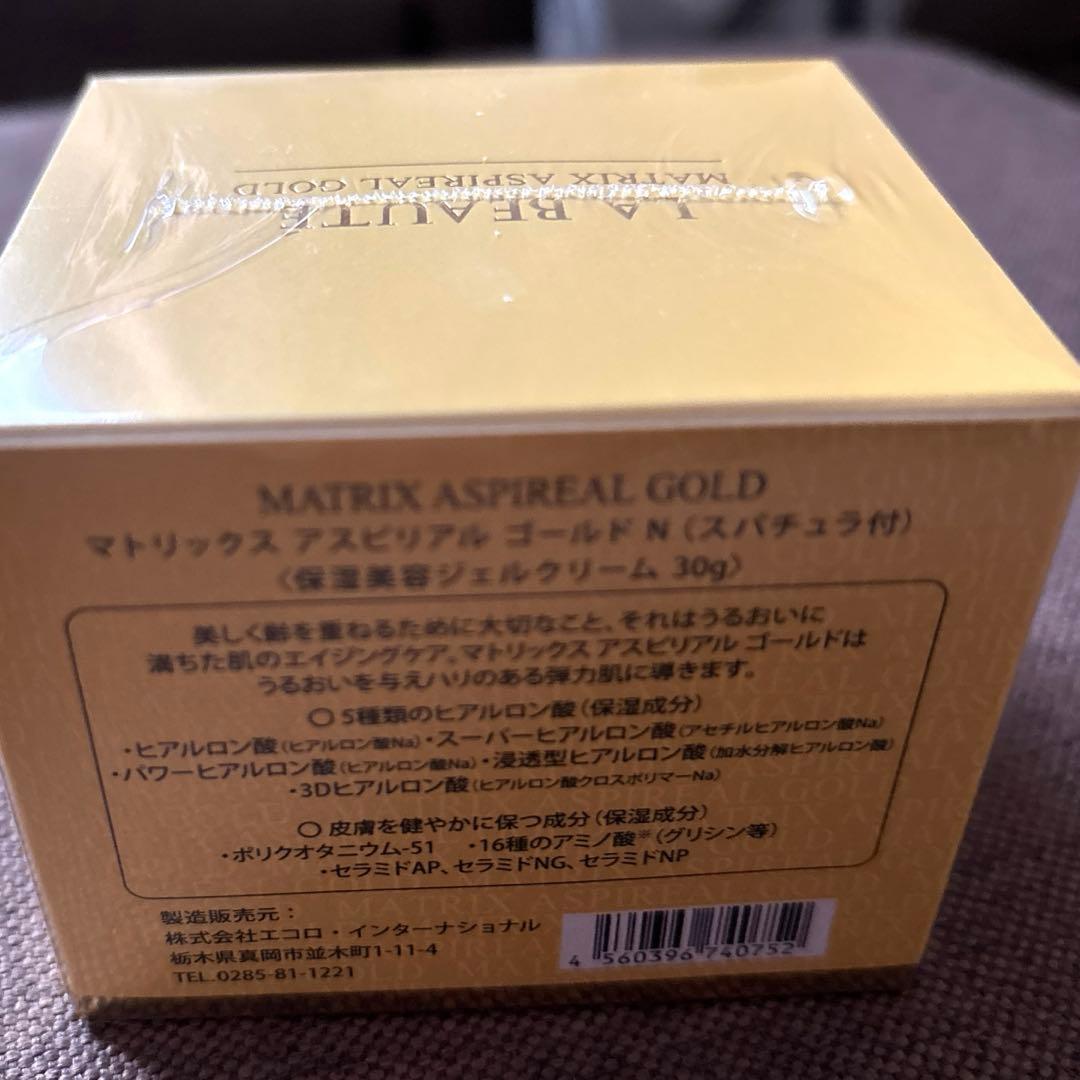 LA BEAUTÉ
MATRIX ASPIREAL GOLD
MATRIX ASPIREAL GOLD
マトリックス アスピリアル ゴールド N（スパチュラ付）
〈保湿美容ジェルクリーム 30g〉
美しく齢を重ねるために大切なこと、それはうるおいに
満ちた肌のエイジングケア。マトリックス アスピリアル ゴールドは
うるおいを与えハリのある弾力肌に導きます。
〇 5種類のヒアルロン酸（保湿成分）
・ヒアルロン酸（ヒアルロン酸Na）・スーパーヒアルロン酸（アセチルヒアルロン酸Na）
・パワーヒアルロン酸（ヒアルロン酸Na）・浸透型ヒアルロン酸（加水分解ヒアルロン酸）
・3Dヒアルロン酸（ヒアルロン酸クロスポリマーNa）
〇 皮膚を健やかに保つ成分（保湿成分）
・ポリクオタニウム-51 ・16種のアミノ酸※（グリシン等）
・セラミドAP、セラミドNG、セラミドNP
製造販売元：
株式会社エコロ・インターナショナル
栃木県真岡市並木町1-11-4
TEL.0285-81-1221
4 560396 740752